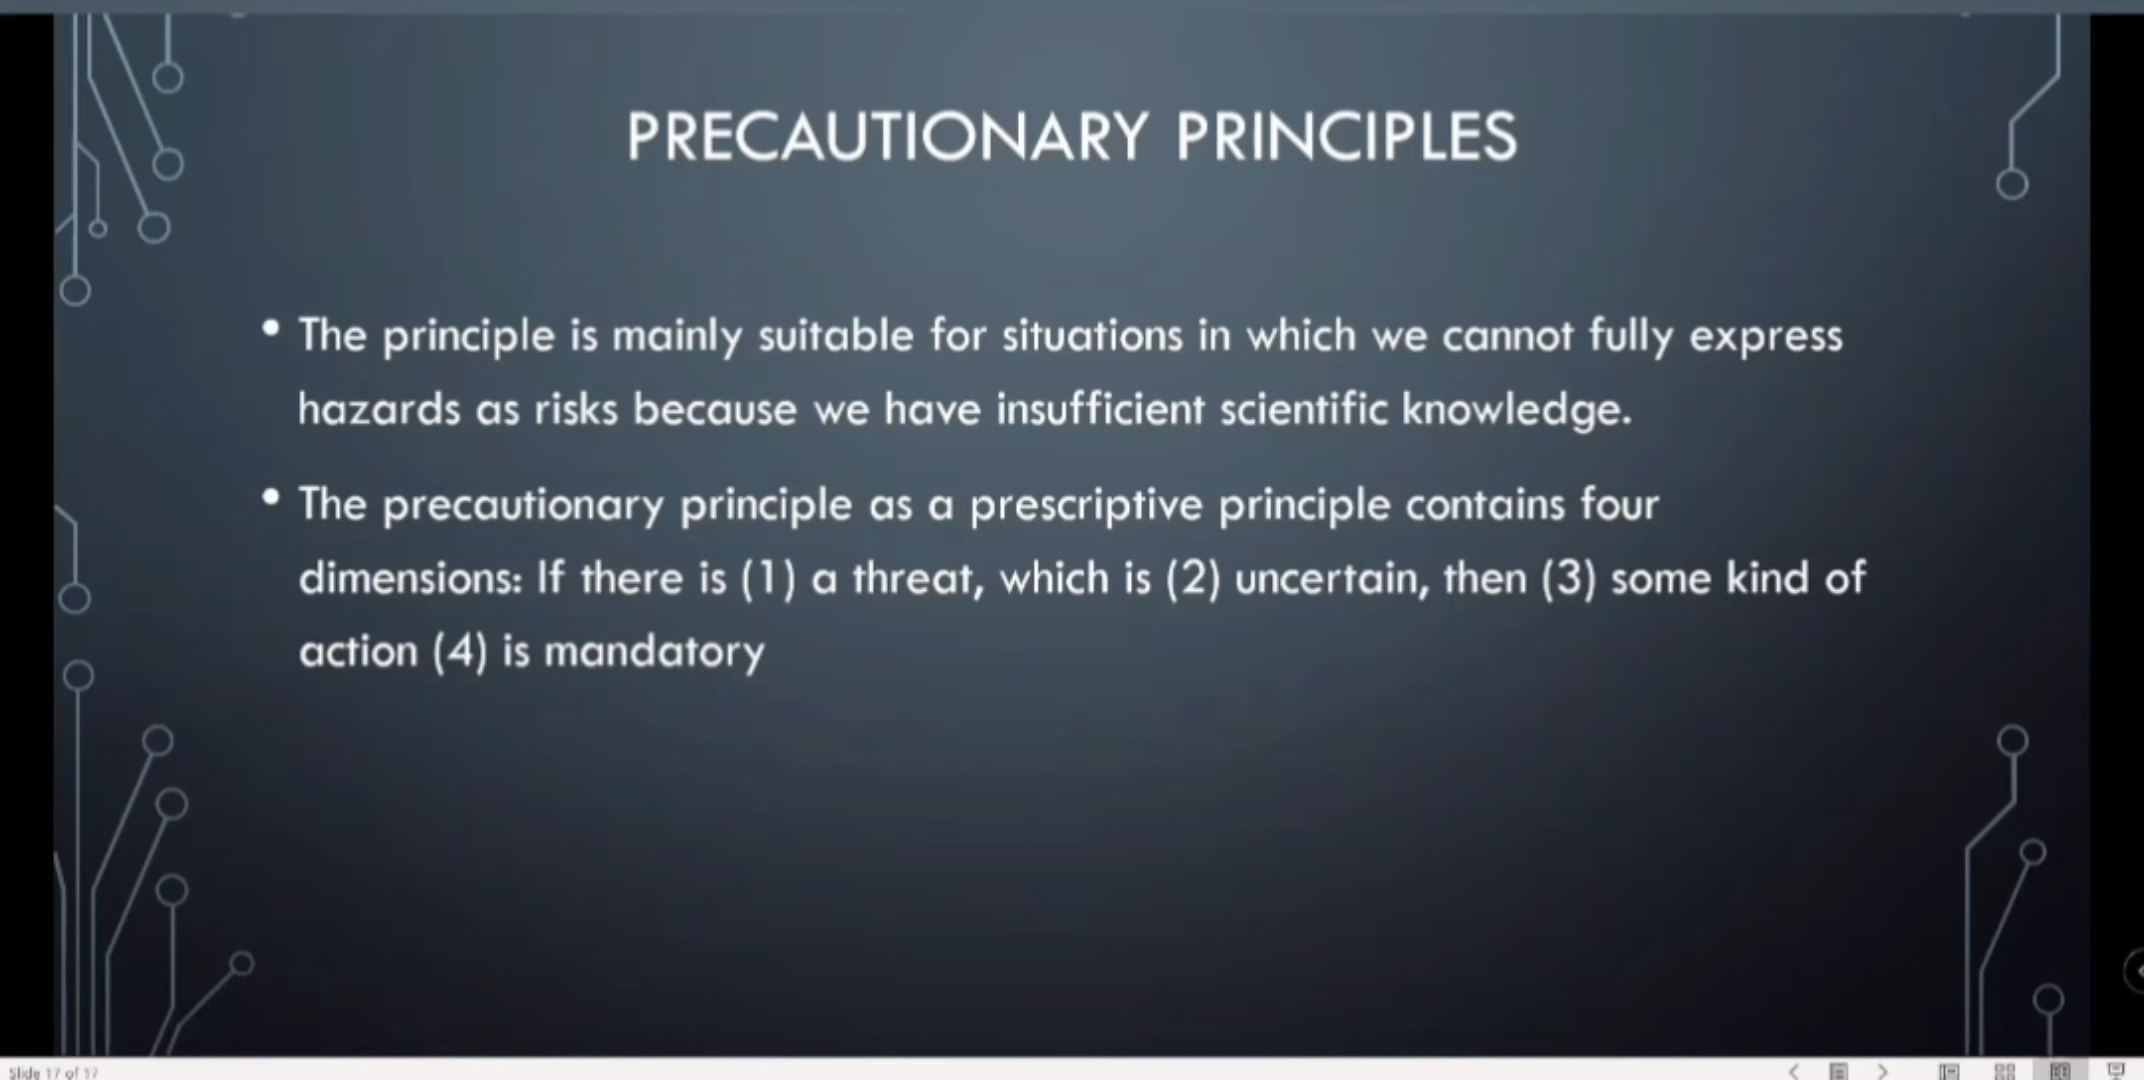 PRECAUTIONARY PRINCIPLES
• The principle is mainly suitable for situations in which we cannot fully express
hazards as risks because we have insufficient scientific knowledge.
• The precautionary principle as a prescriptive principle contains four
dimensions: If there is (1) a threat, which is (2) uncertain, then (3) some kind of
action (4) is mandatory
Slide 17 of 17